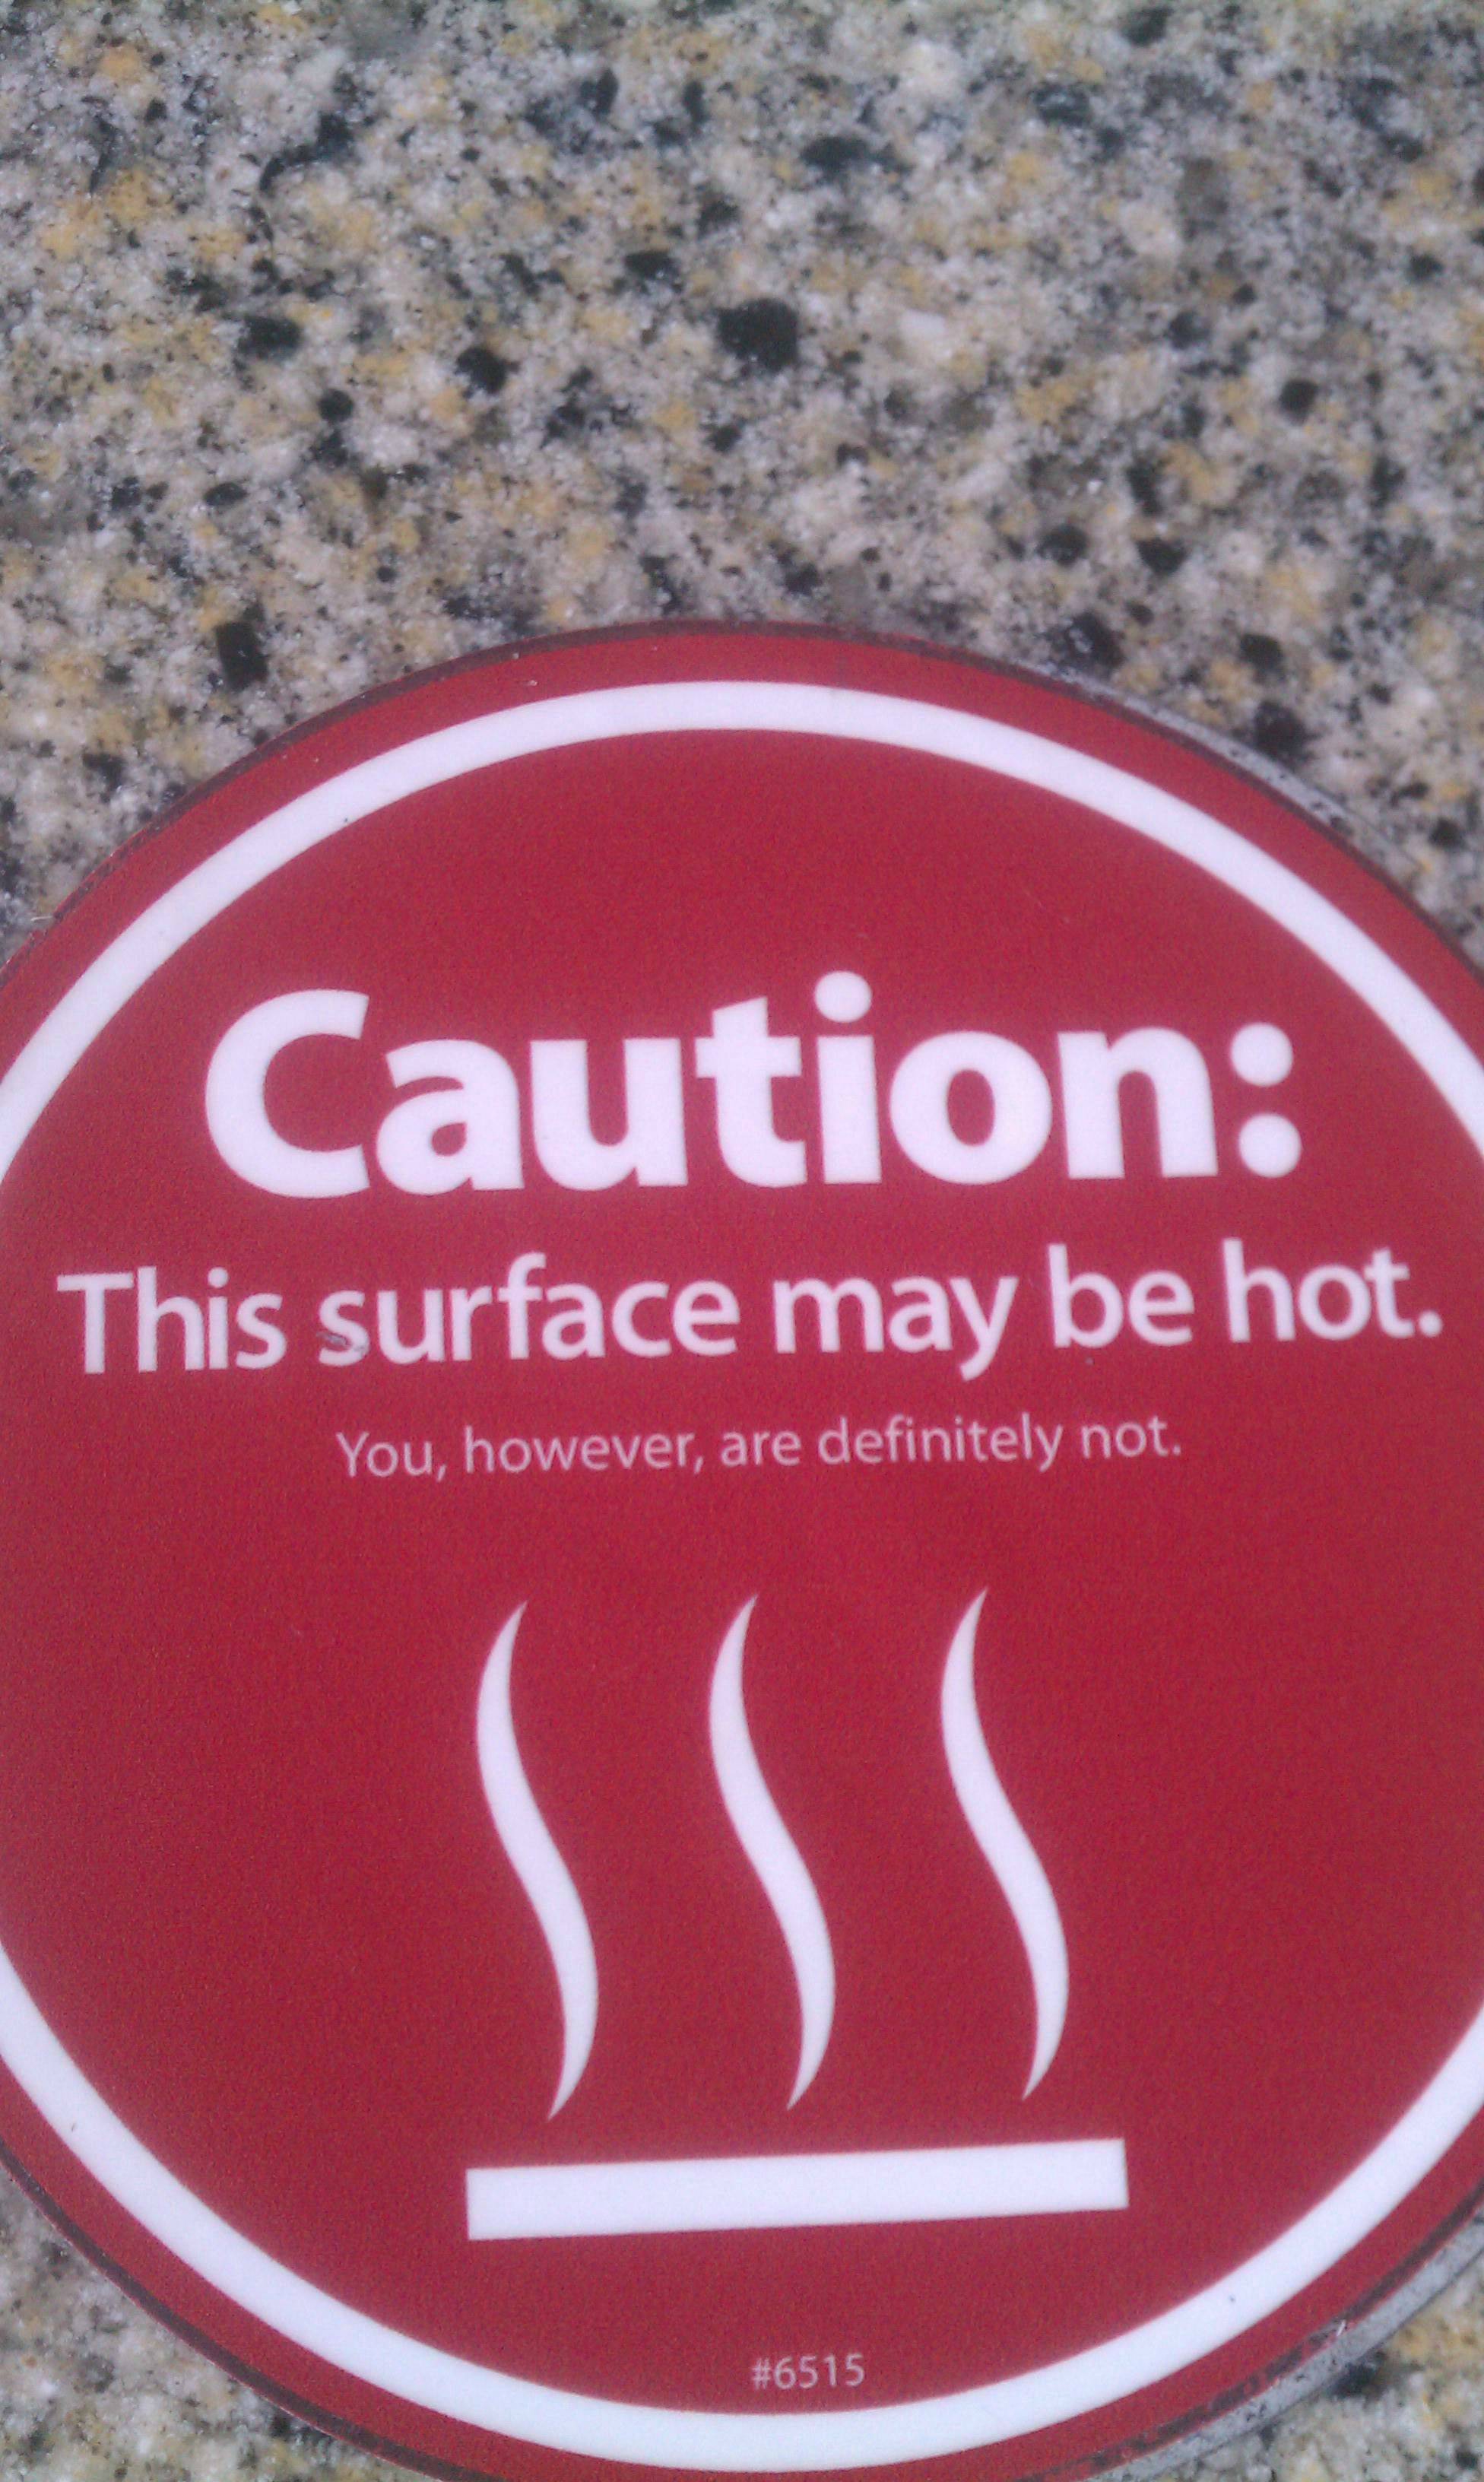 Caution:
This surface may be hot.
You, however, are definitely not.
#6515